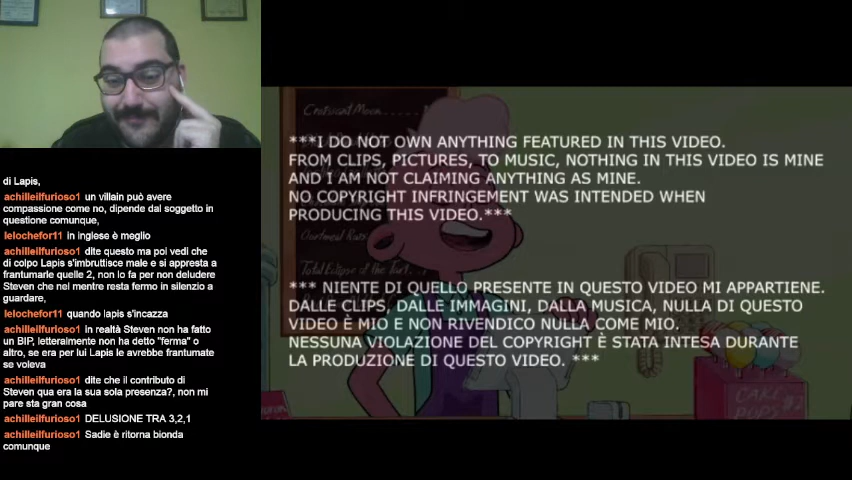 di Lapis,
achilleilfurioso1 un villain può avere
compassione come no, dipende dal soggetto in
questione comunque,
lelochefor11 in inglese è meglio
achilleilfurioso1 dite questo ma poi vedi che
di colpo Lapis s'imbruttisce male e si appresta a
frantumarle quelle 2, non lo fa per non deludere
Steven che nel mentre resta fermo in silenzio a
guardare,
lelochefor11 quando lapis s'incazza
achilleilfurioso1 in realtà Steven non ha fatto
un BIP, letteralmente non ha detto "ferma" o
altro, se era per lui Lapis le avrebbe frantumate
se voleva
achilleilfurioso1 dite che il contributo di
Steven qua era la sua sola presenza?, non mi
pare sta gran cosa
achilleilfurioso1 DELUSIONE TRA 3,2,1
achilleilfurioso1 Sadie è ritorna bionda
comunque
Croissant Moon
***I DO NOT OWN ANYTHING FEATURED IN THIS VIDEO.
FROM CLIPS, PICTURES, TO MUSIC, NOTHING IN THIS VIDEO IS MINE
AND I AM NOT CLAIMING ANYTHING AS MINE.
NO COPYRIGHT INFRINGEMENT WAS INTENDED WHEN
PRODUCING THIS VIDEO.***
Total Eclipse of the Tart
*** NIENTE DI QUELLO PRESENTE IN QUESTO VIDEO MI APPARTIENE.
DALLE CLIPS, DALLE IMMAGINI, DALLA MUSICA, NULLA DI QUESTO
VIDEO È MIO E NON RIVENDICO NULLA COME MIO.
NESSUNA VIOLAZIONE DEL COPYRIGHT È STATA INTESA DURANTE
LA PRODUZIONE DI QUESTO VIDEO. ***
CAKE
POPS